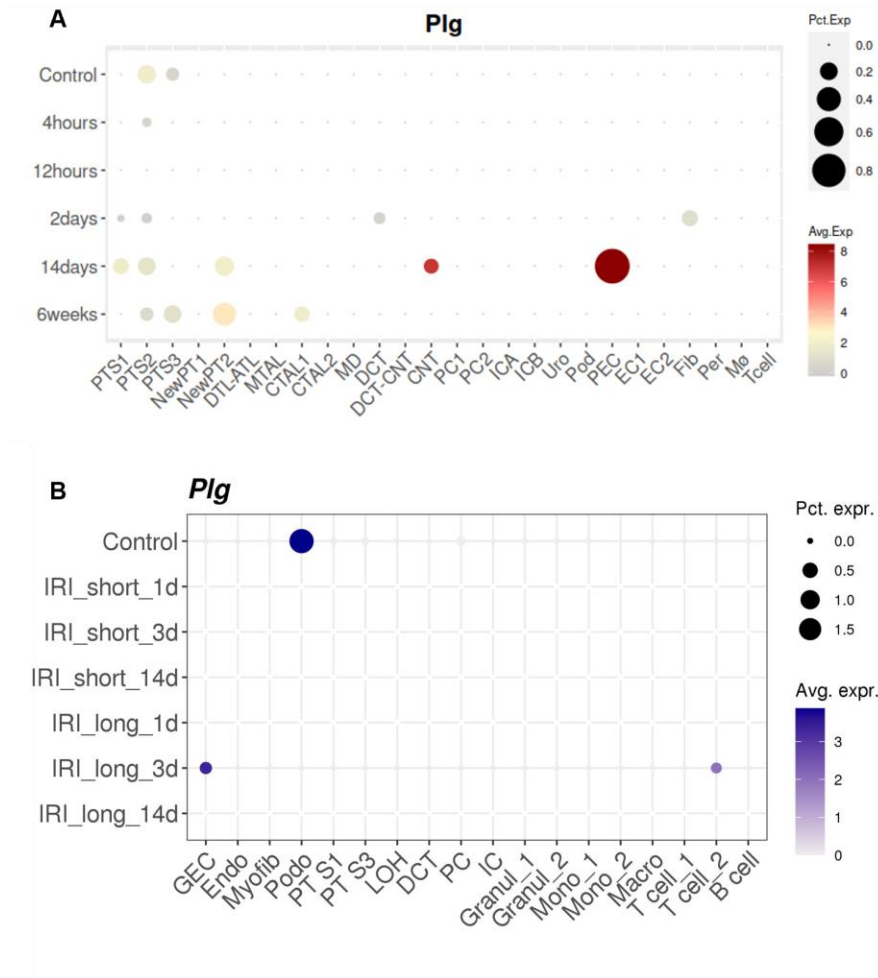 A
Plg
Pct.Exp
0.0
0.2
0.4
0.6
0.8
Avg.Exp
8
6
4
2
0
Control
4hours
12hours
2days
14days
6weeks
PTS1
PTS2
PTS3
NewPT1
NewPT2
DTL-ATL
MTAL
CTAL1
CTAL2
MD
DCT
DCT-CNT
CNT
PC1
PC2
ICA
ICB
Uro
Pod
PEC
EC1
EC2
Fib
Per
Mø
Tcell
B
Plg
Pct. expr.
0.0
0.5
1.0
1.5
Avg. expr.
3
2
1
0
Control
IRI_short_1d
IRI_short_3d
IRI_short_14d
IRI_long_1d
IRI_long_3d
IRI_long_14d
GEC
Endo
Myofib
Podo
PT S1
PT S3
LOH
DCT
PC
IC
Granul_1
Granul_2
Mono_1
Mono_2
Macro
T cell_1
T cell_2
B cell